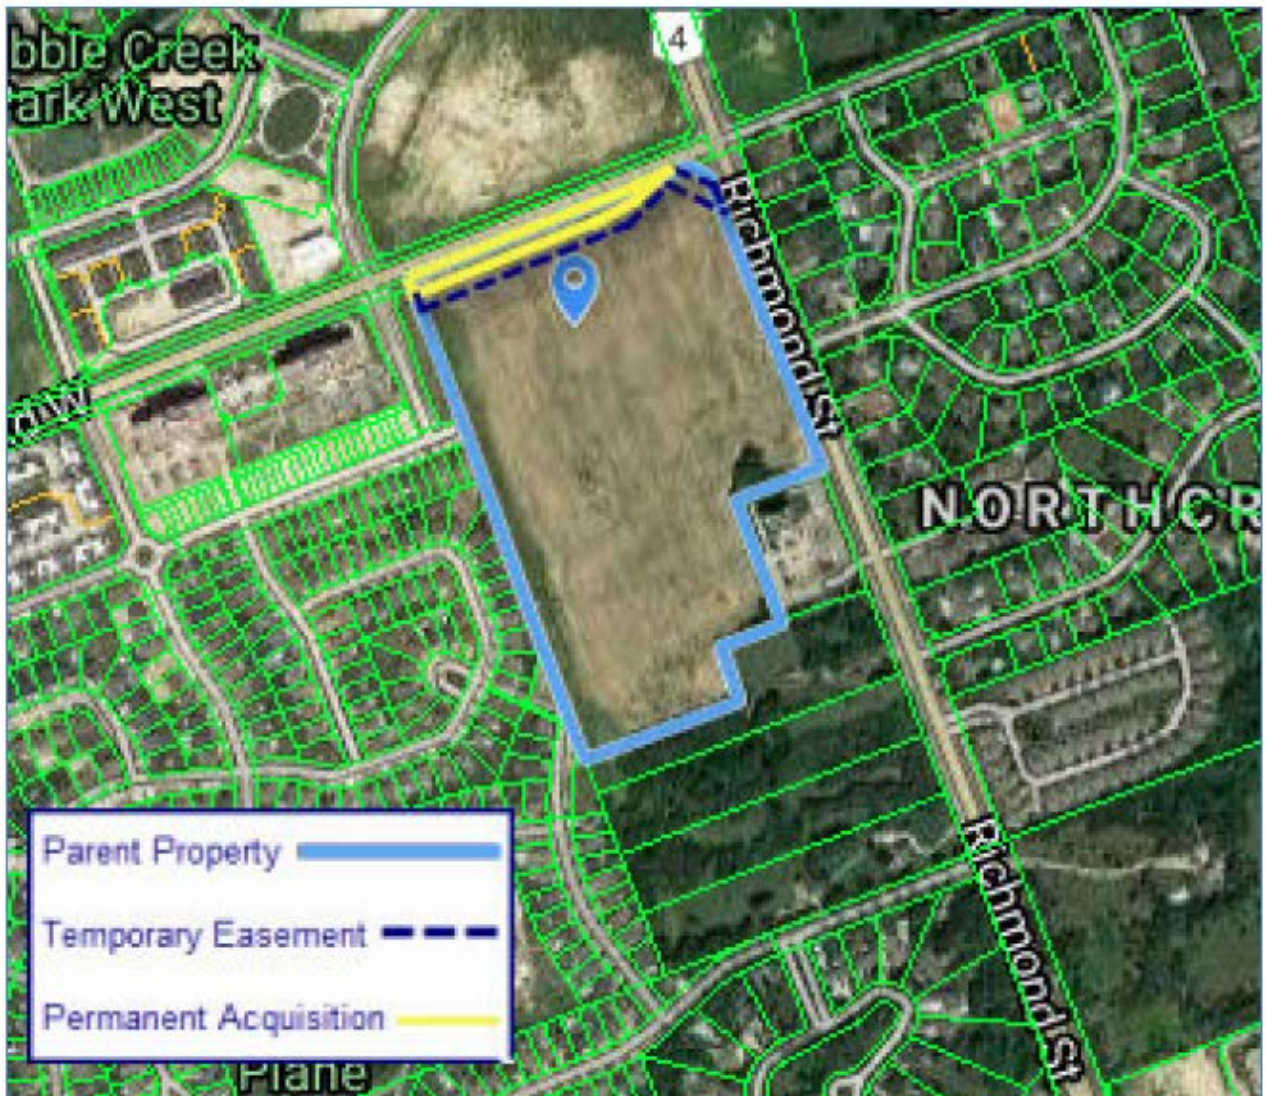 bble Creek
ark West
4
Richmond St
NORTHCR
Parent Property
Temporary Easement
Permanent Acquisition
Richmond St
Plane